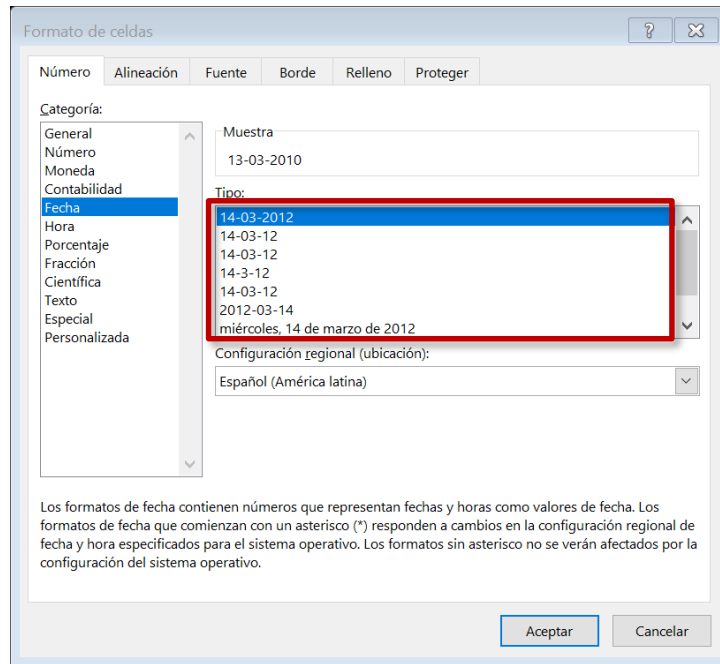 Formato de celdas
Número Alineación Fuente Borde Relleno Proteger
Categoría:
General
Número
Moneda
Contabilidad
Fecha
Hora
Porcentaje
Fracción
Científica
Texto
Especial
Personalizada
Muestra
13-03-2010
Tipo:
14-03-2012
14-03-12
14-03-12
14-3-12
14-03-12
2012-03-14
miércoles, 14 de marzo de 2012
Configuración regional (ubicación):
Español (América latina)
Los formatos de fecha contienen números que representan fechas y horas como valores de fecha. Los
formatos de fecha que comienzan con un asterisco (*) responden a cambios en la configuración regional de
fecha y hora especificados para el sistema operativo. Los formatos sin asterisco no se verán afectados por la
configuración del sistema operativo.
Aceptar Cancelar